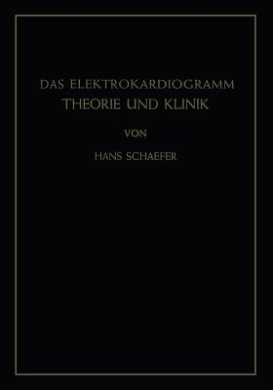 DAS ELEKTROKARDIOGRAMM
THEORIE UND KLINIK
VON
HANS SCHAEFER